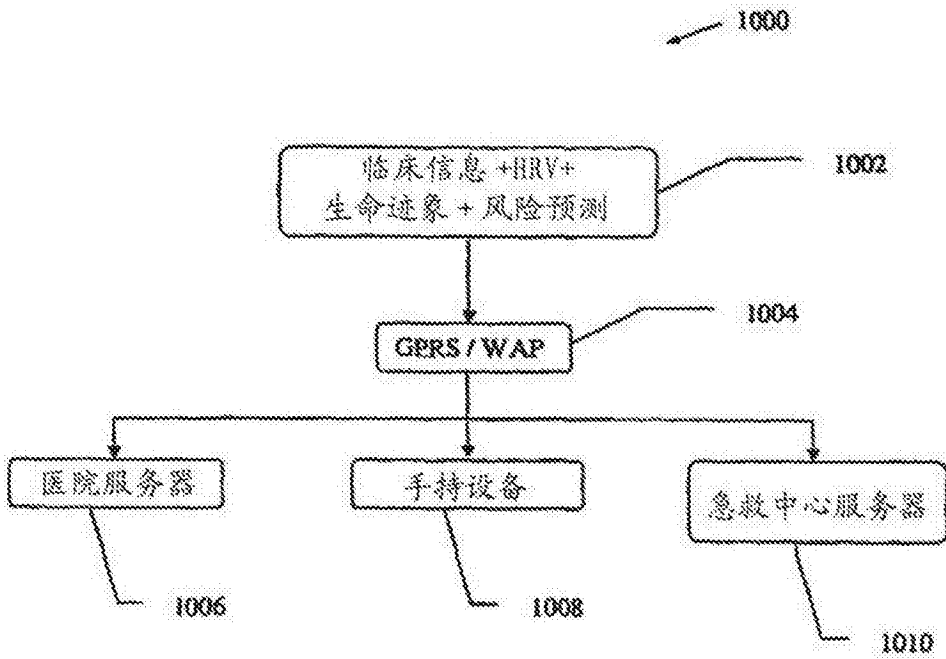 1000
临床信息 +HRV+
生命迹象 + 风险预测
1002
GPRS / WAP
1004
医院服务器
手持设备
急救中心服务器
1006
1008
1010